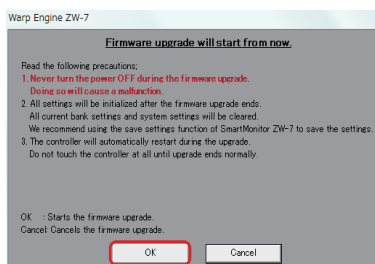 Warp Engine ZW-7
Firmware upgrade will start from now.
Read the following precautions;
1. Never turn the power OFF during the firmware upgrade.
Doing so will cause a malfunction.
2. All settings will be initialized after the firmware upgrade ends.
All current bank settings and system settings will be cleared.
We recommend using the save settings function of SmartMonitor ZW-7 to save the settings.
3. The controller will automatically restart during the upgrade.
Do not touch the controller at all until upgrade ends normally.
OK : Starts the firmware upgrade.
Cancel: Cancels the firmware upgrade.
OK Cancel